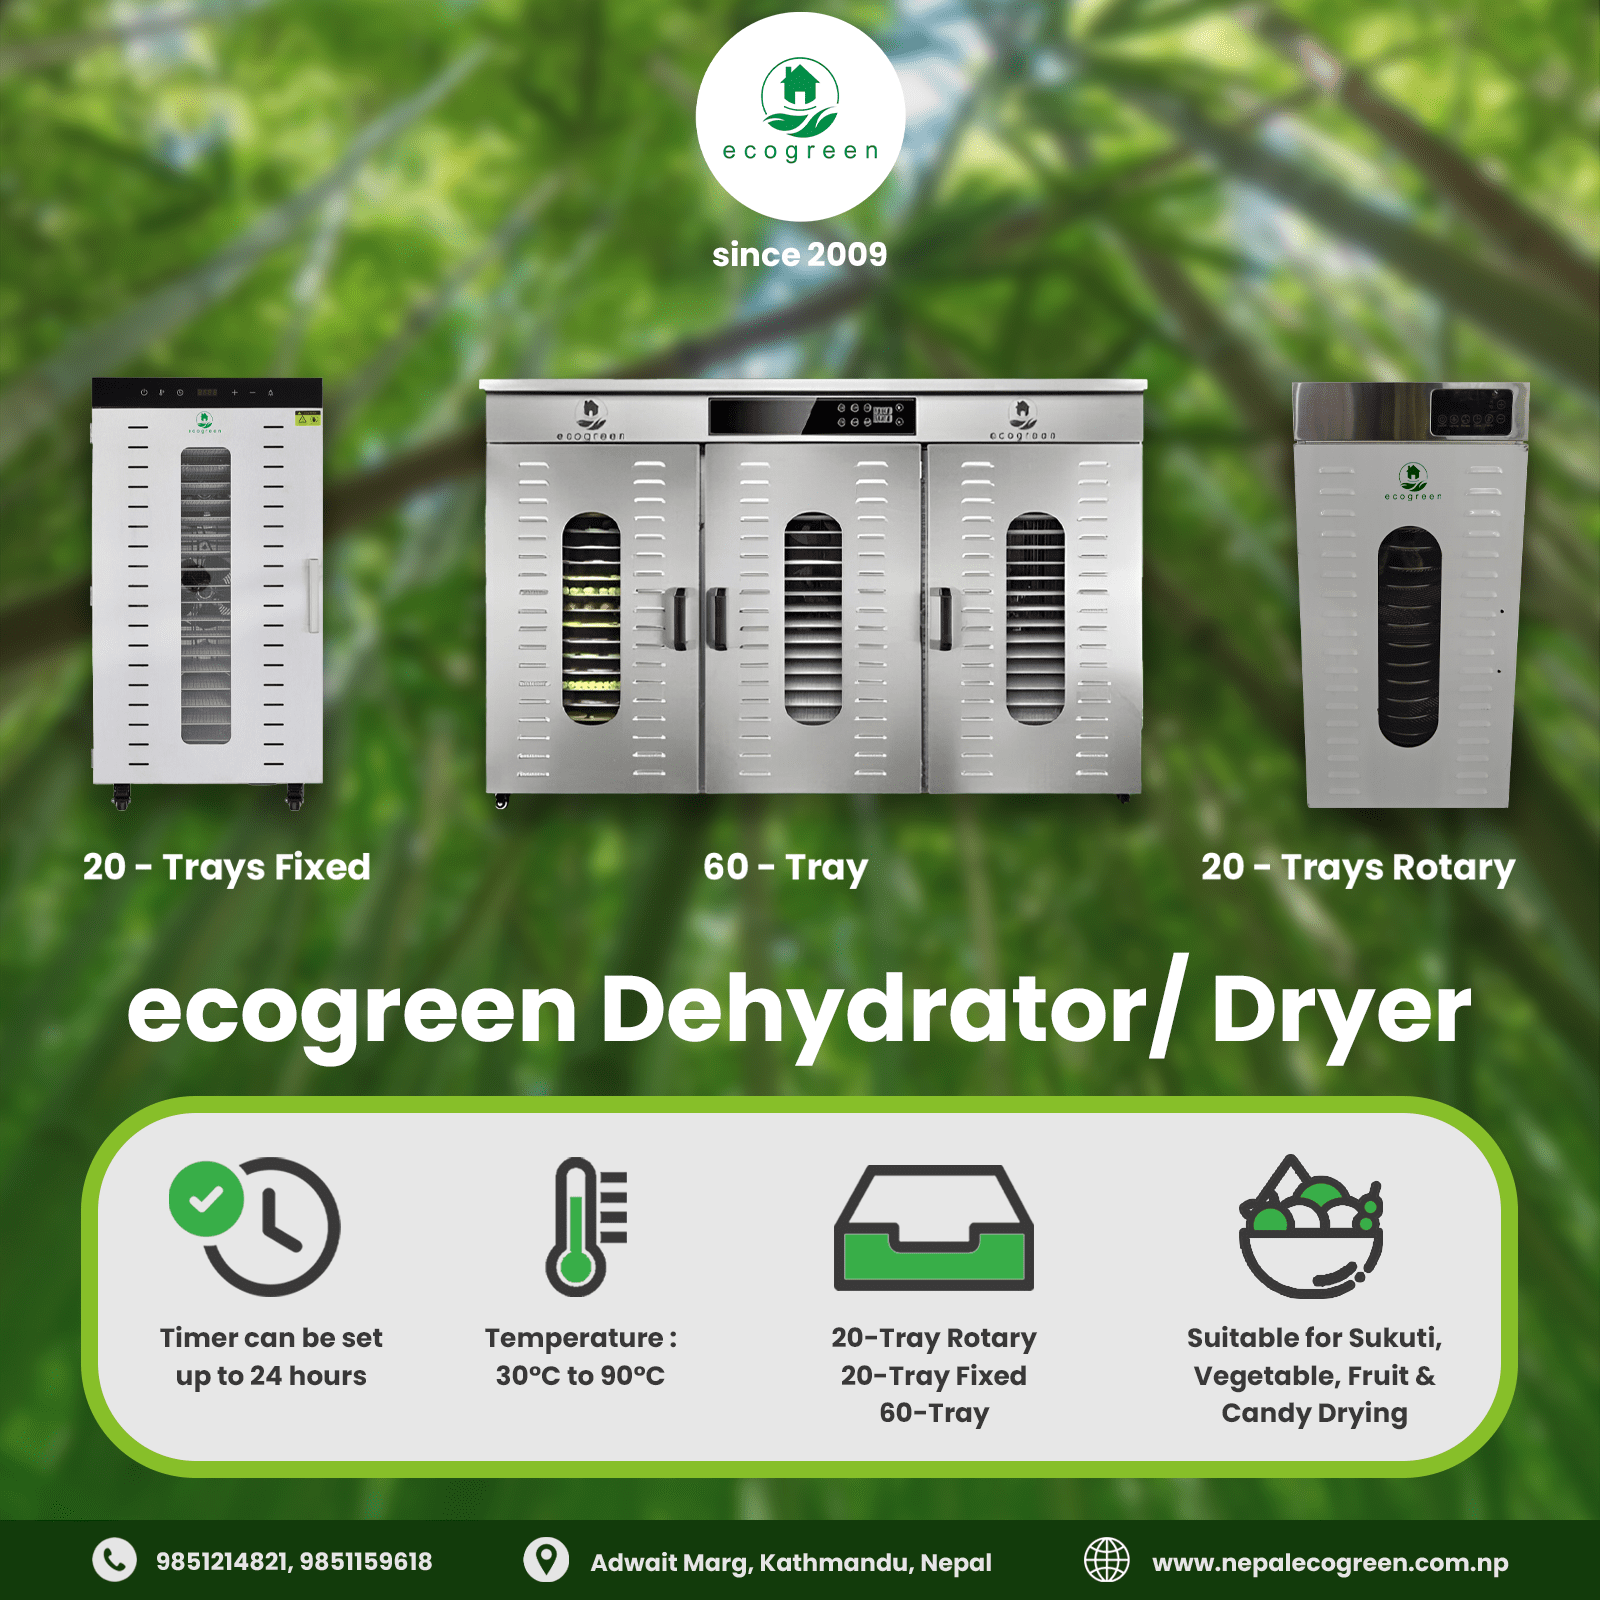 ecogreen
since 2009
ecogreen
ecogreen
ecogreen
ecogreen
20 - Trays Fixed
60 - Tray
20 - Trays Rotary
ecogreen Dehydrator/ Dryer
Timer can be set
up to 24 hours
Temperature :
30°C to 90°C
20-Tray Rotary
20-Tray Fixed
60-Tray
Suitable for Sukuti,
Vegetable, Fruit &
Candy Drying
9851214821, 9851159618
Adwait Marg, Kathmandu, Nepal
www.nepalecogreen.com.np